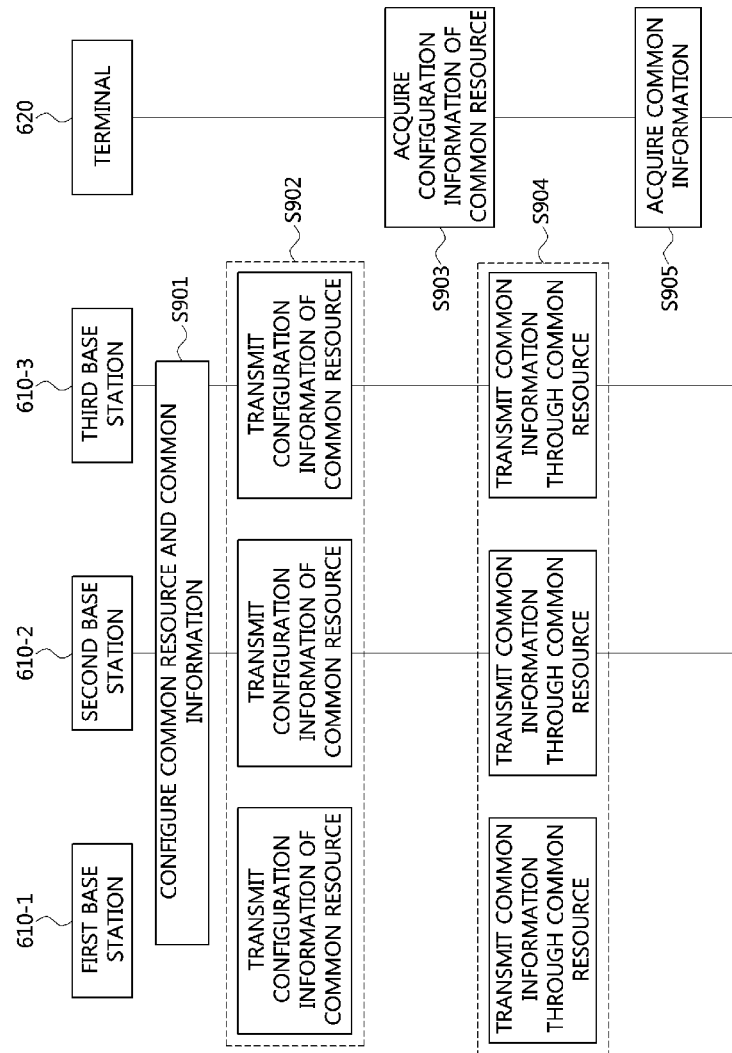 610-1
610-2
610-3
620
FIRST BASE
STATION
SECOND BASE
STATION
THIRD BASE
STATION
TERMINAL
S901
CONFIGURE COMMON RESOURCE AND COMMON
INFORMATION
S902
TRANSMIT
CONFIGURATION
INFORMATION OF
COMMON RESOURCE
TRANSMIT
CONFIGURATION
INFORMATION OF
COMMON RESOURCE
TRANSMIT
CONFIGURATION
INFORMATION OF
COMMON RESOURCE
S903
ACQUIRE
CONFIGURATION
INFORMATION OF
COMMON RESOURCE
S904
TRANSMIT COMMON
INFORMATION
THROUGH COMMON
RESOURCE
TRANSMIT COMMON
INFORMATION
THROUGH COMMON
RESOURCE
TRANSMIT COMMON
INFORMATION
THROUGH COMMON
RESOURCE
S905
ACQUIRE COMMON
INFORMATION